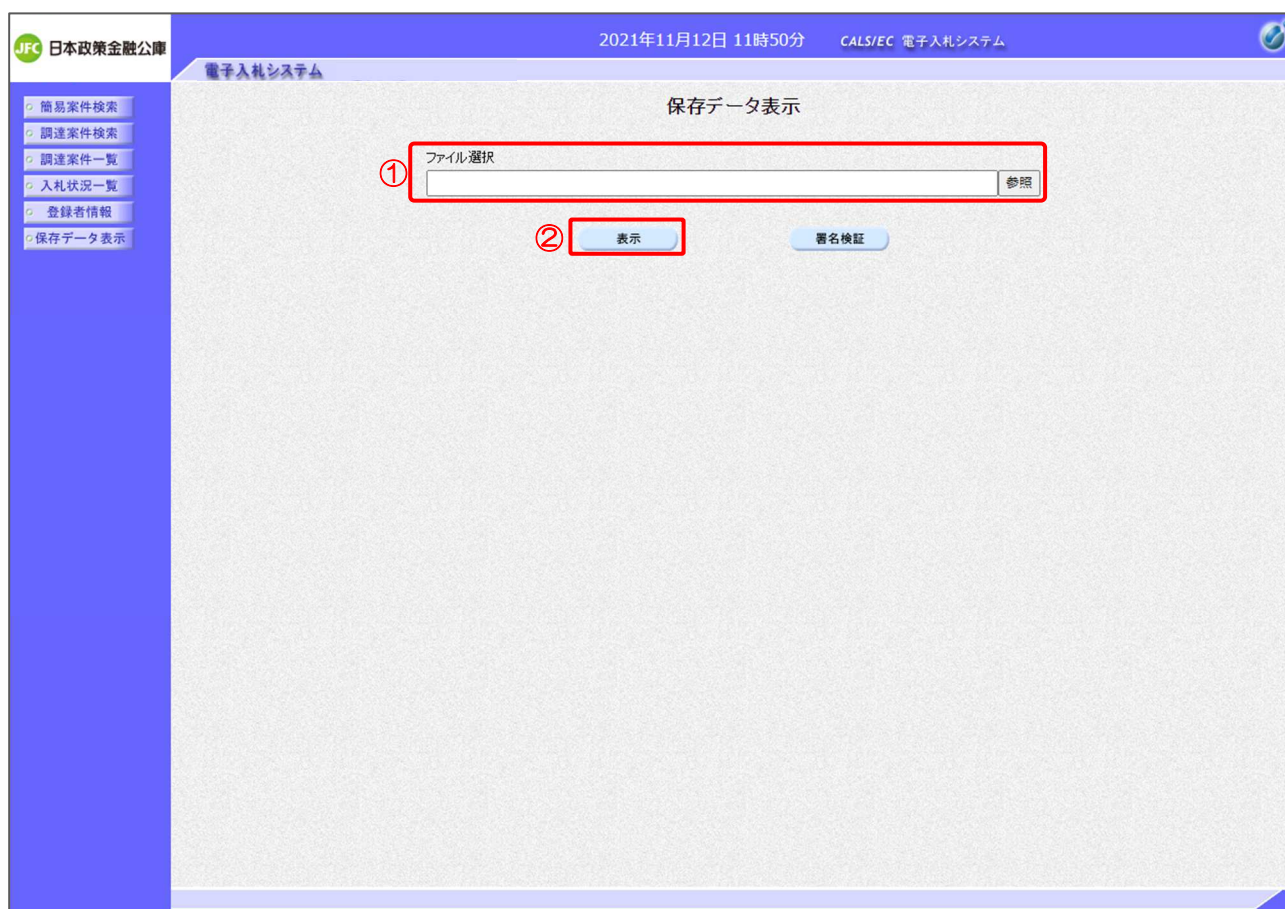 JFC 日本政策金融公庫
2021年11月12日 11時50分 CALS/EC 電子入札システム
電子入札システム
簡易案件検索
調達案件検索
調達案件一覧
入札状況一覧
登録者情報
保存データ表示
保存データ表示
① ファイル選択
参照
② 表示 署名検証